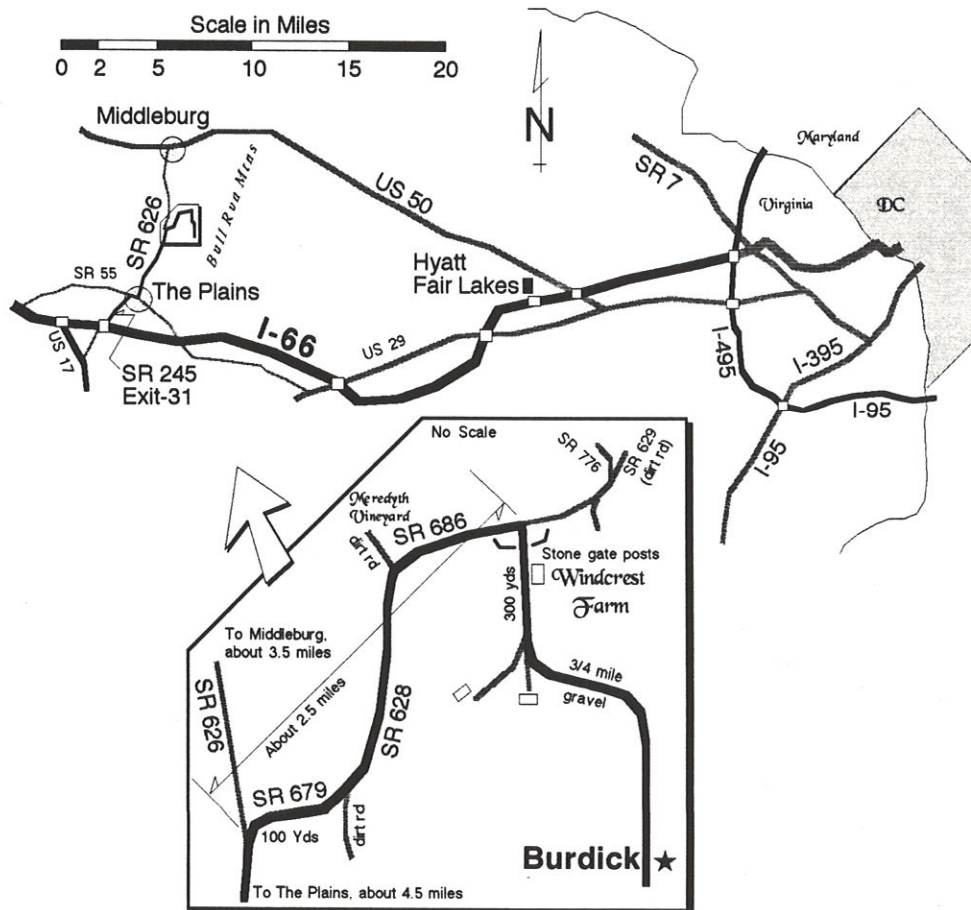 Scale in Miles
0 2 5 10 15 20
N
Middleburg
Maryland
SR 7
Virginia
DC
US 50
Bull Run Mtns
SR 626
SR 55
The Plains
Hyatt
Fair Lakes
I-66
US 29
US 17
SR 245
Exit-31
I-495
I-395
I-95
I-95
No Scale
SR 776
SR 629
(dirt rd)
Meredyth
Vineyard
dirt rd
SR 686
Stone gate posts
Windcrest
Farm
300 yds
To Middleburg,
about 3.5 miles
SR 626
About 2.5 miles
SR 628
3/4 mile
gravel
SR 679
100 Yds
dirt rd
Burdick
To The Plains, about 4.5 miles